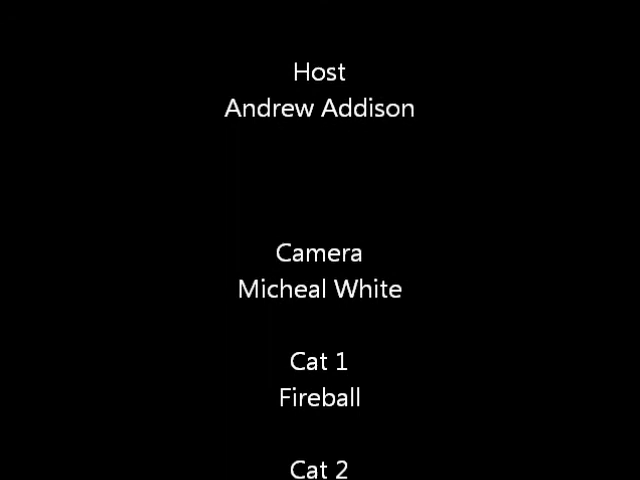 Host
Andrew Addison
Camera
Micheal White
Cat 1
Fireball
Cat 2